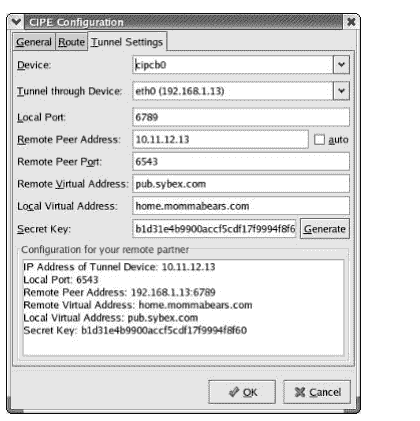 CIPE Configuration
General Route Tunnel Settings
Device: cipcb0
Tunnel through Device: eth0 (192.168.1.13)
Local Port: 6789
Remote Peer Address: 10.11.12.13 auto
Remote Peer Port: 6543
Remote Virtual Address: pub.sybex.com
Local Virtual Address: home.mommabears.com
Secret Key: b1d31e4b9900accf5cdf17f9994f8f6 Generate
Configuration for your remote partner
IP Address of Tunnel Device: 10.11.12.13
Local Port: 6543
Remote Peer Address: 192.168.1.13:6789
Remote Virtual Address: home.mommabears.com
Local Virtual Address: pub.sybex.com
Secret Key: b1d31e4b9900accf5cdf17f9994f8f60
OK Cancel